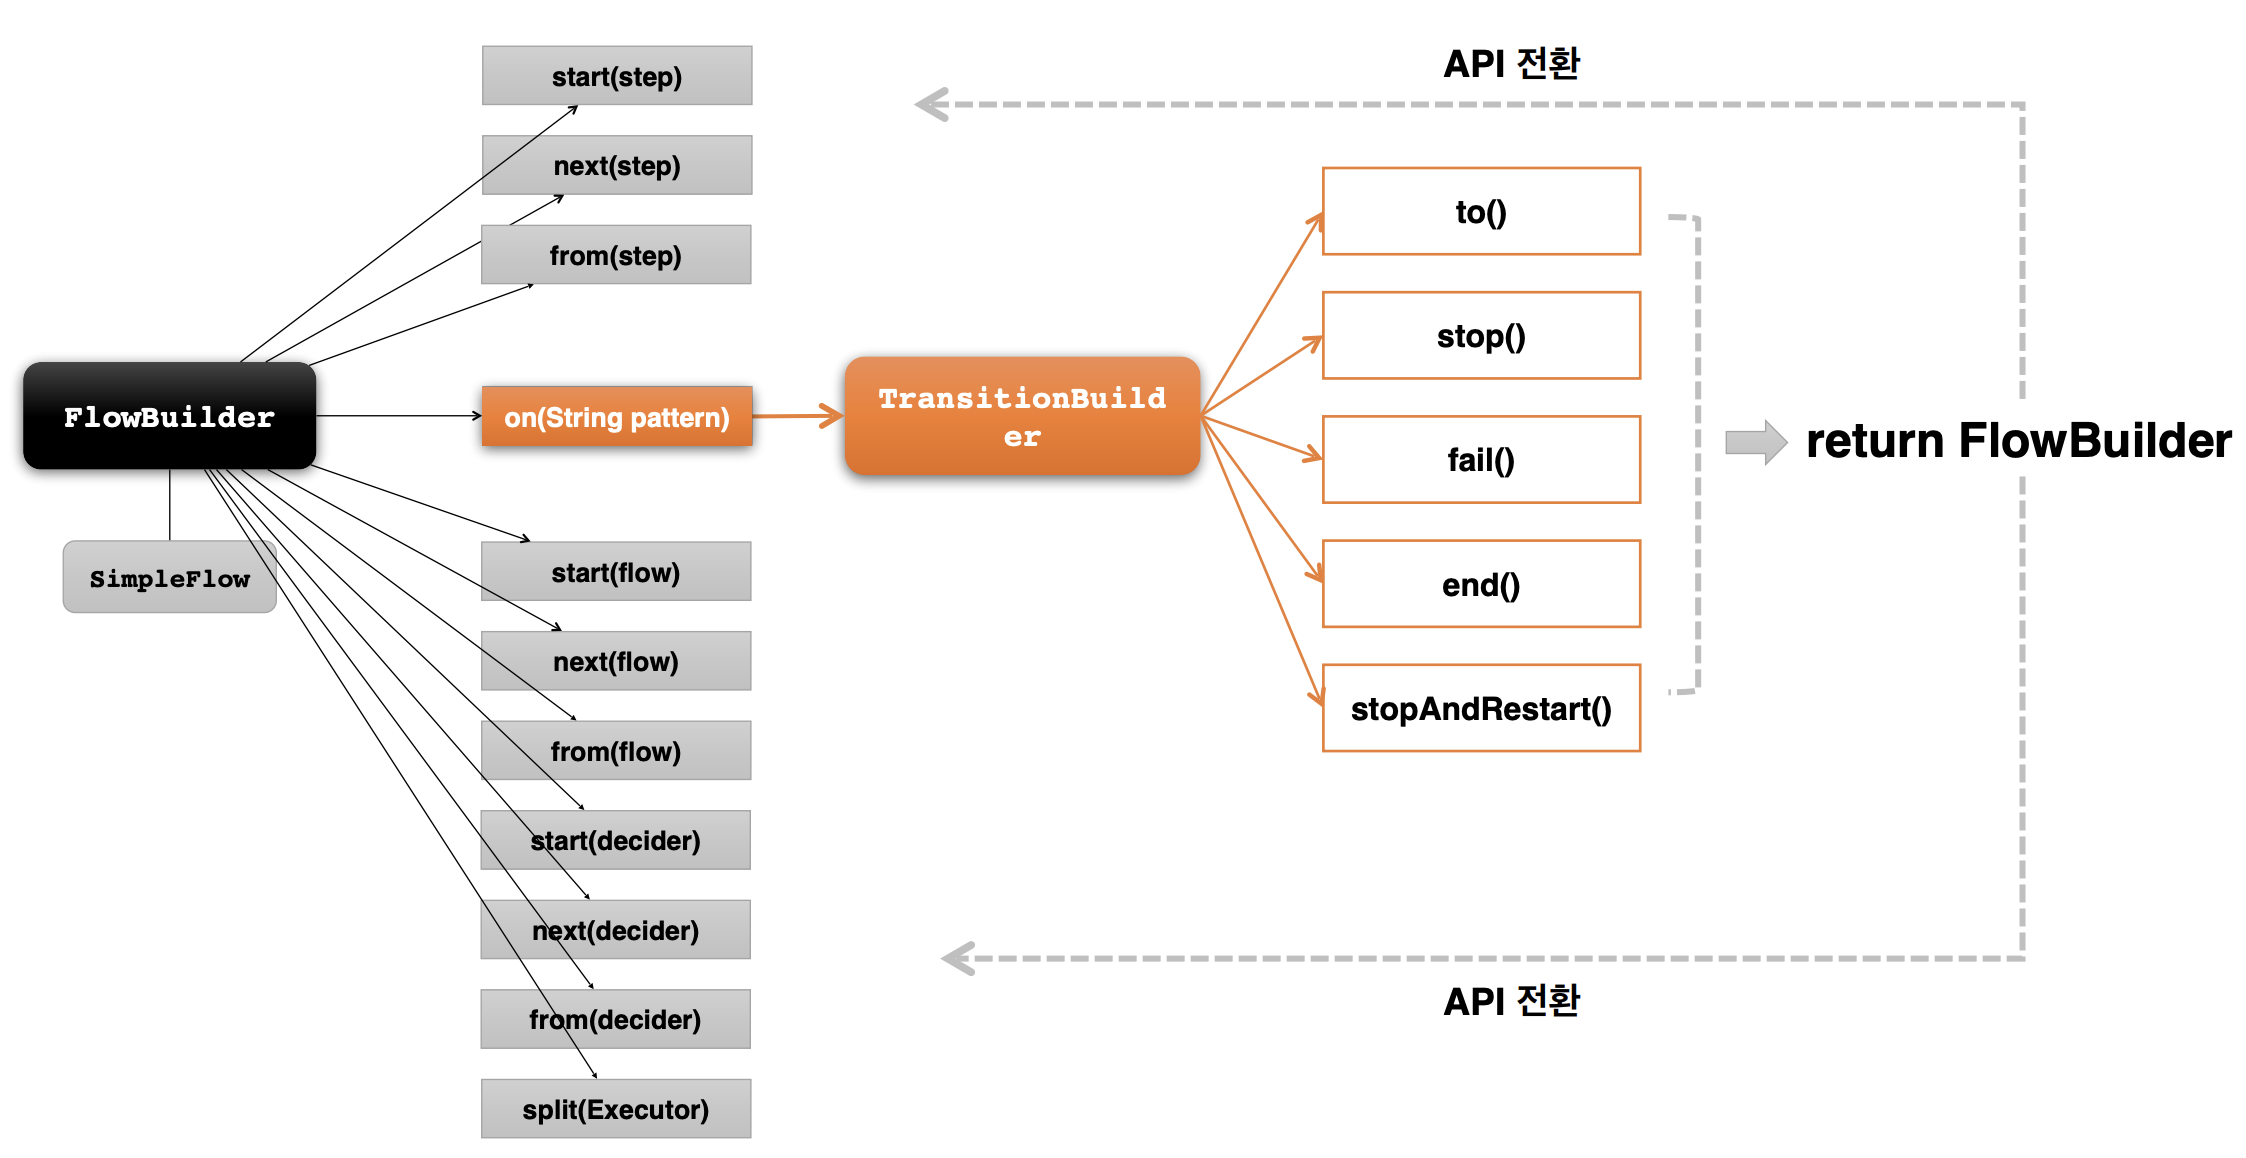 API 전환
start(step)
next(step)
from(step)
FlowBuilder
on(String pattern)
TransitionBuild
er
to()
stop()
fail()
end()
stopAndRestart()
return FlowBuilder
SimpleFlow
start(flow)
next(flow)
from(flow)
start(decider)
next(decider)
from(decider)
split(Executor)
API 전환